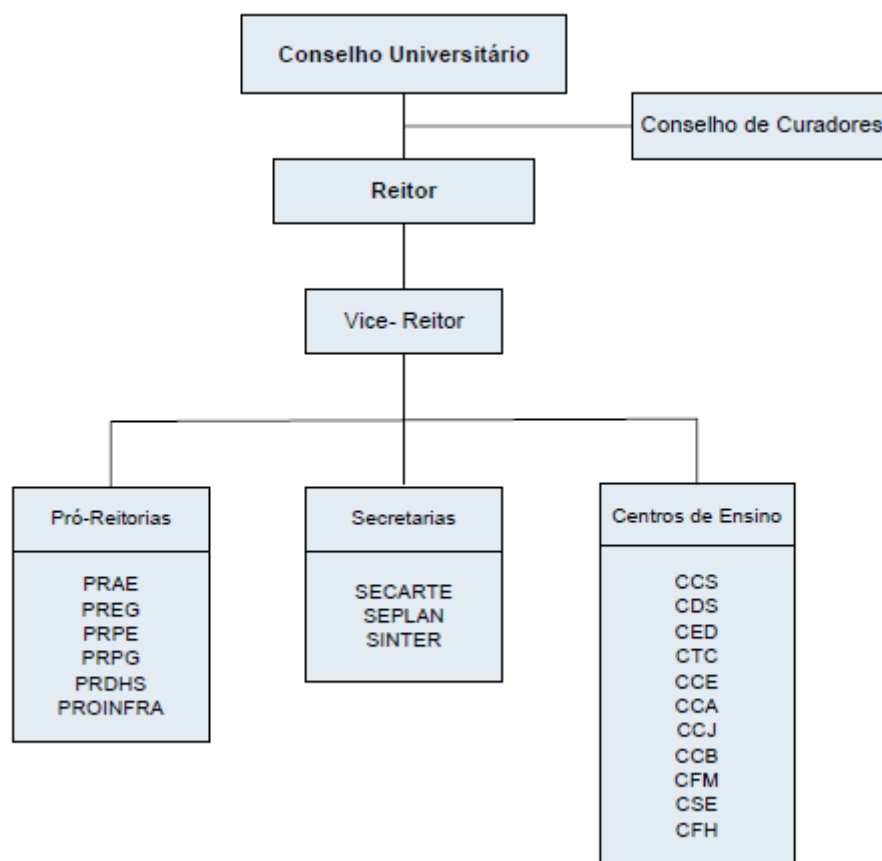 Conselho Universitário
Conselho de Curadores
Reitor
Vice- Reitor
Pró-Reitorias
PRAE
PREG
PRPE
PRPG
PRDHS
PROINFRA
Secretarias
SECARTE
SEPLAN
SINTER
Centros de Ensino
CCS
CDS
CED
CTC
CCE
CCA
CCJ
CCB
CFM
CSE
CFH